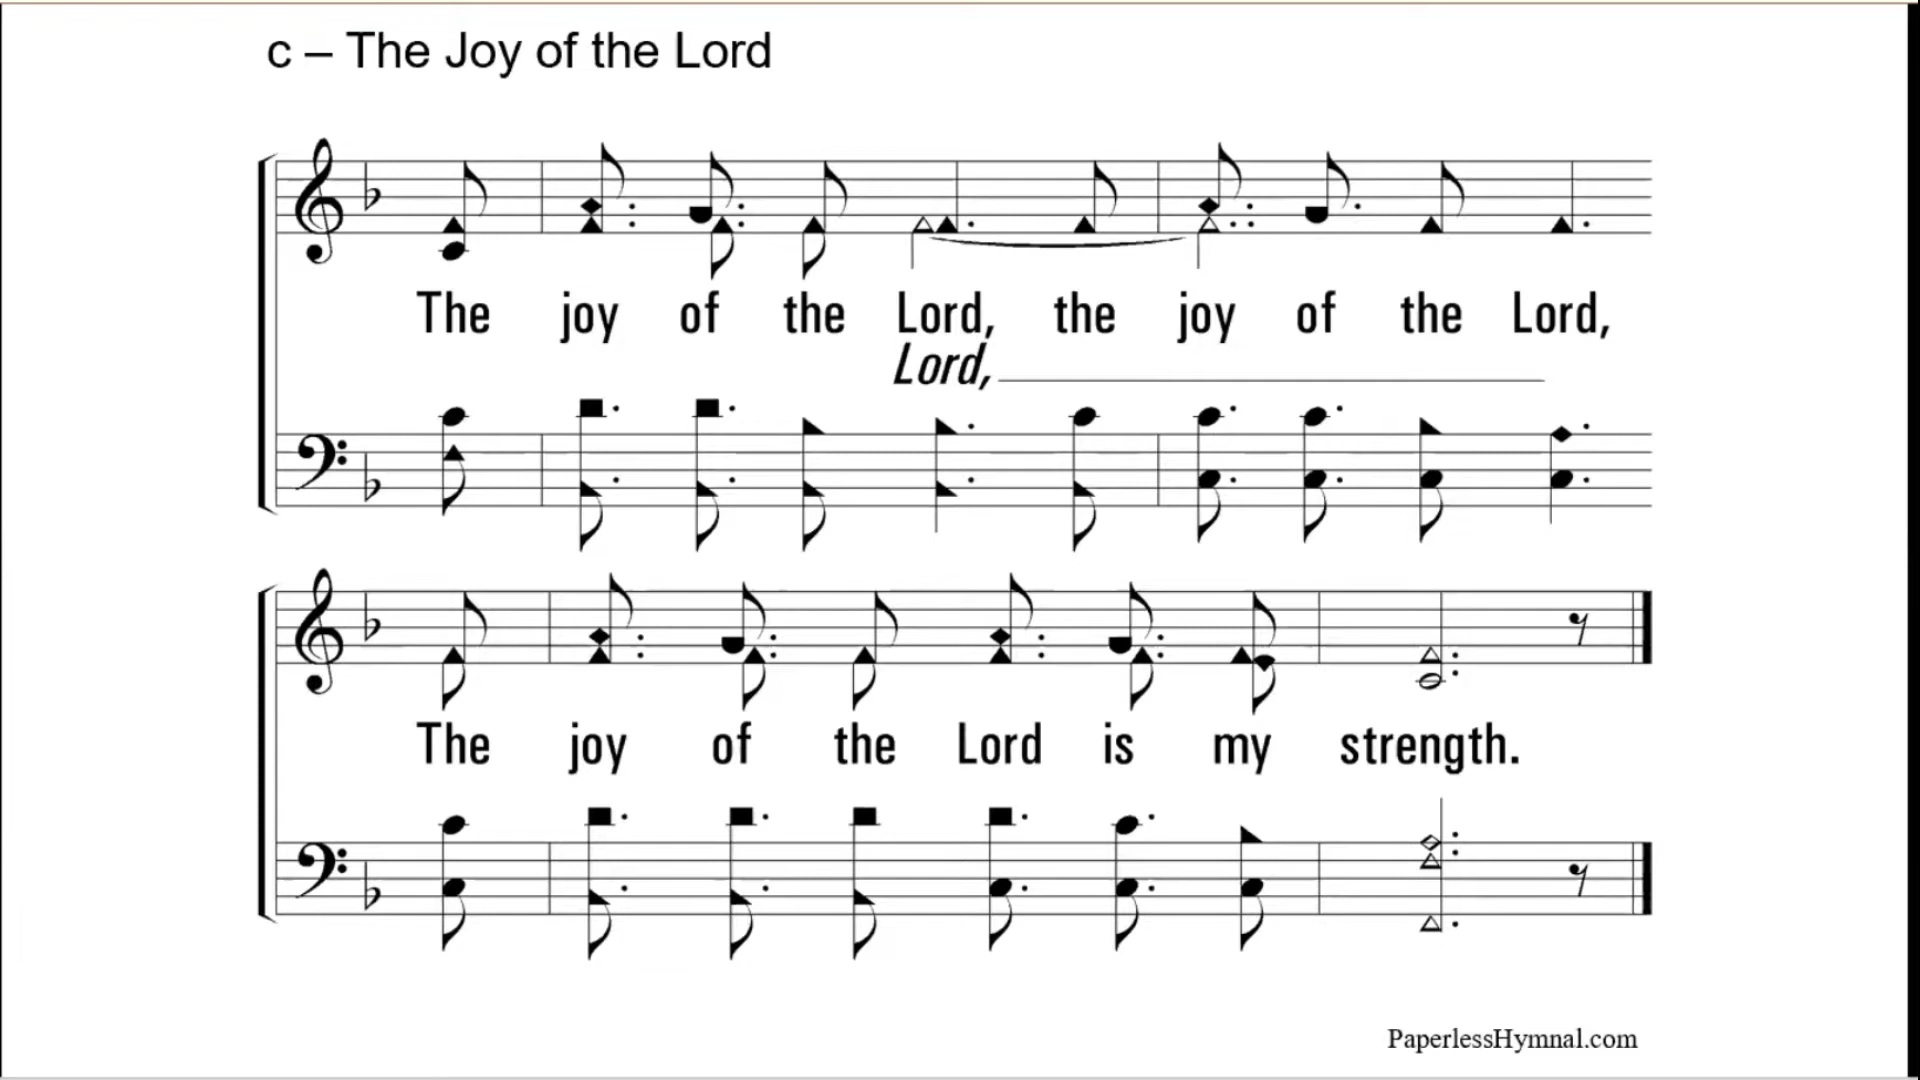 c – The Joy of the Lord
The joy of the Lord, the joy of the Lord,
Lord,
The joy of the Lord is my strength.
PaperlessHymnal.com